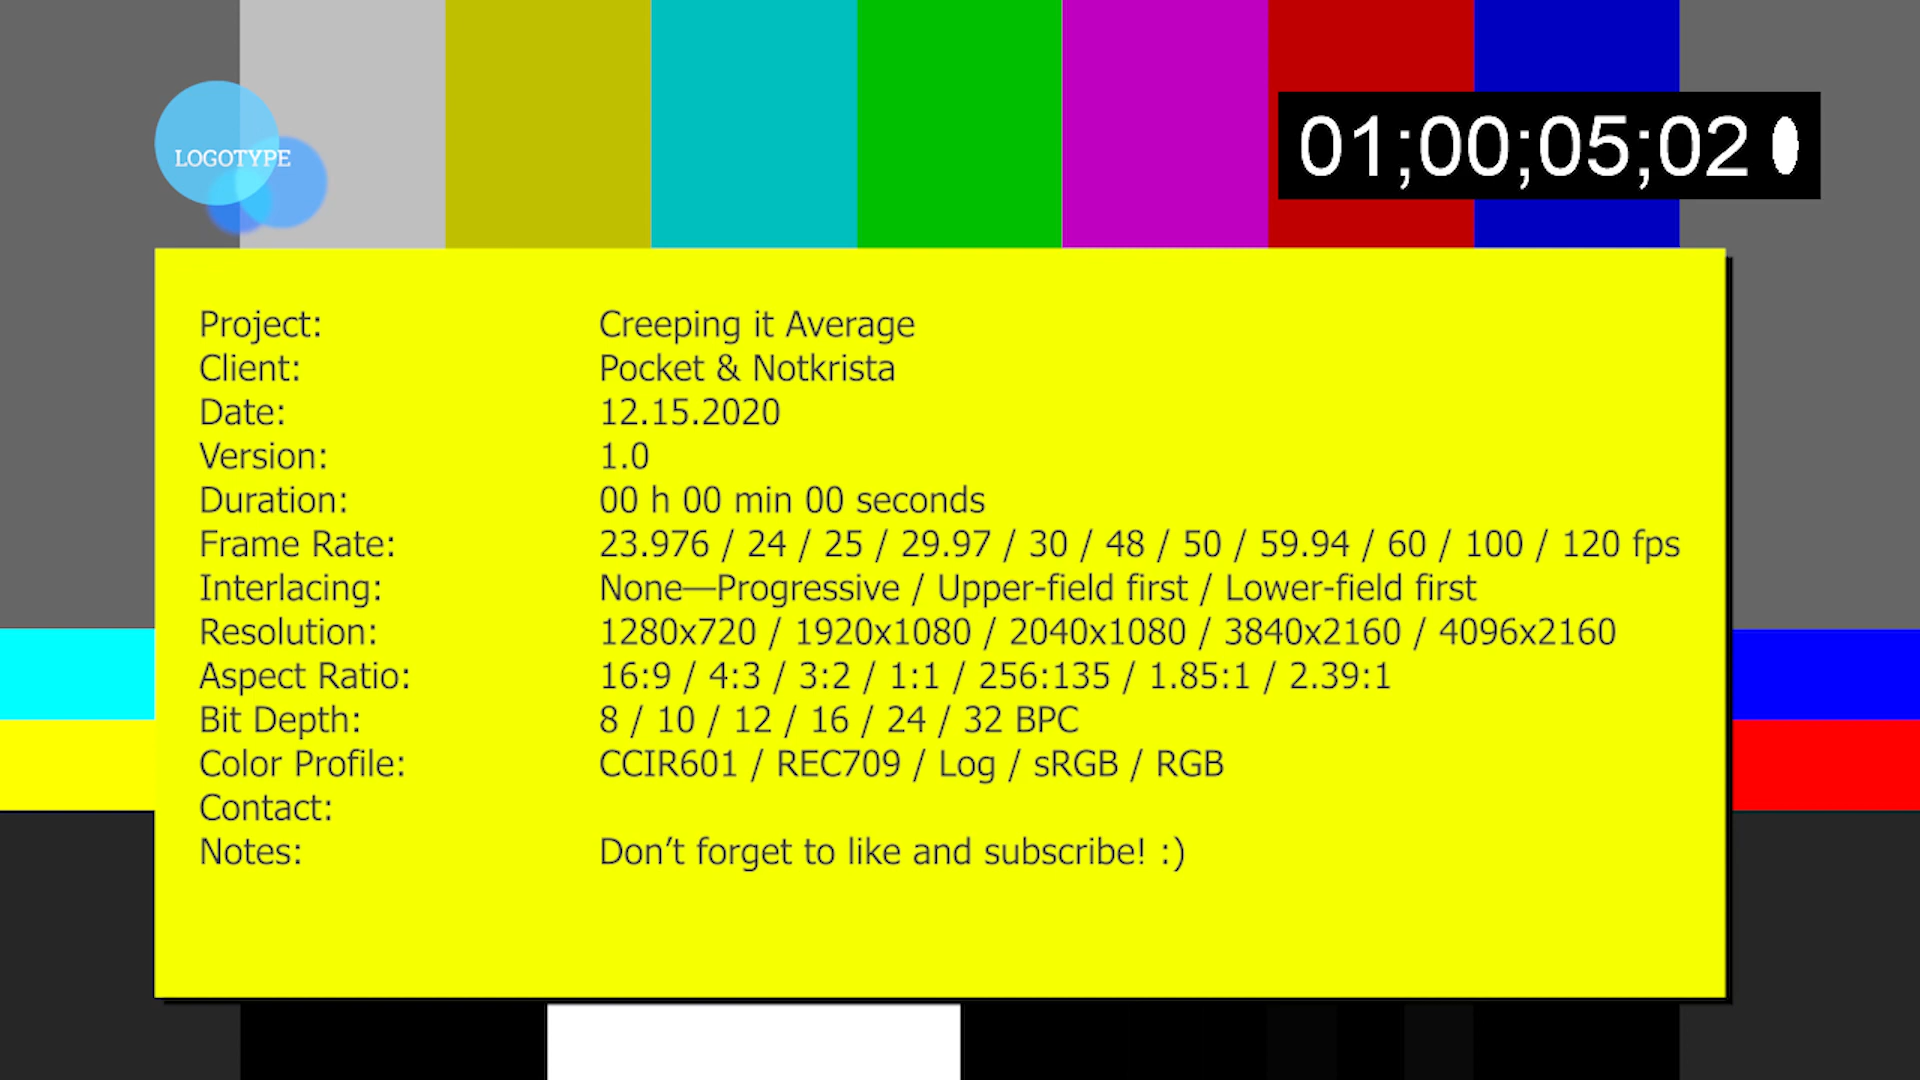 LOGOTYPE
01;00;05;02
Project: Creeping it Average
Client: Pocket & Notkrista
Date: 12.15.2020
Version: 1.0
Duration: 00 h 00 min 00 seconds
Frame Rate: 23.976 / 24 / 25 / 29.97 / 30 / 48 / 50 / 59.94 / 60 / 100 / 120 fps
Interlacing: None—Progressive / Upper-field first / Lower-field first
Resolution: 1280x720 / 1920x1080 / 2040x1080 / 3840x2160 / 4096x2160
Aspect Ratio: 16:9 / 4:3 / 3:2 / 1:1 / 256:135 / 1.85:1 / 2.39:1
Bit Depth: 8 / 10 / 12 / 16 / 24 / 32 BPC
Color Profile: CCIR601 / REC709 / Log / sRGB / RGB
Contact:
Notes: Don’t forget to like and subscribe! :)